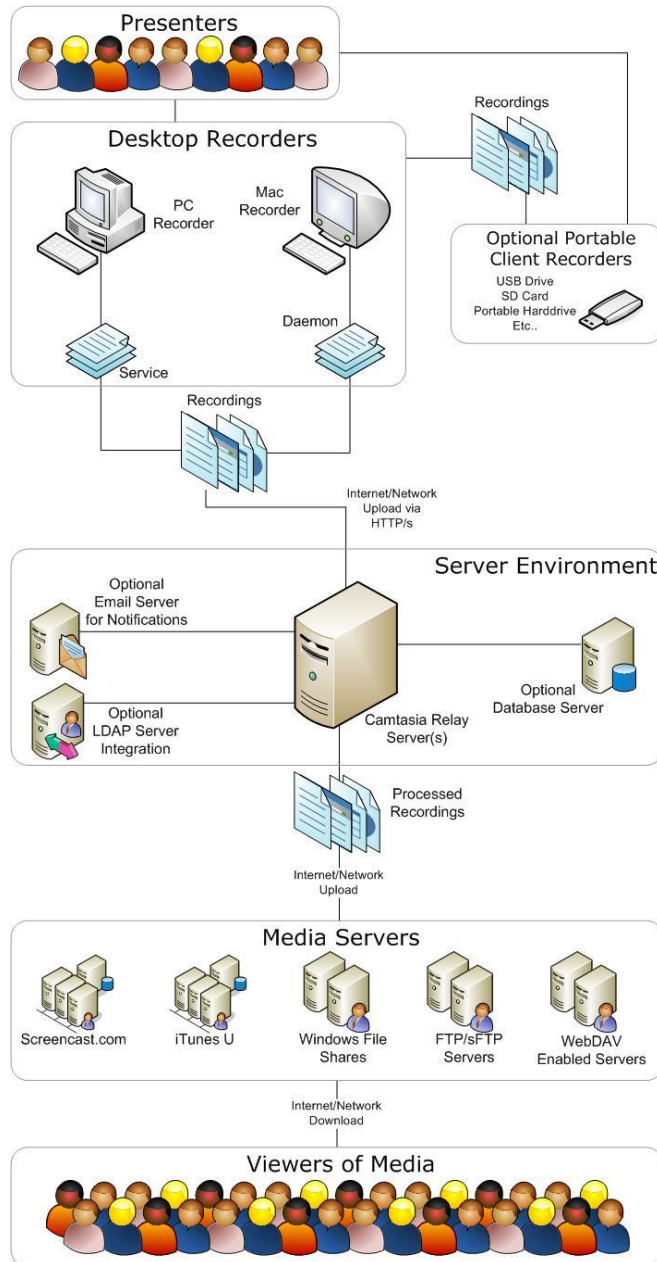 Presenters
Recordings
Desktop Recorders
PC
Recorder
Mac
Recorder
Optional Portable
Client Recorders
USB Drive
SD Card
Portable Harddrive
Etc..
Service
Daemon
Recordings
Internet/Network
Upload via
HTTP/s
Server Environment
Optional
Email Server
for Notifications
Optional
LDAP Server
Integration
Camtasia Relay
Server(s)
Optional
Database Server
Processed
Recordings
Internet/Network
Upload
Media Servers
Screencast.com
iTunes U
Windows File
Shares
FTP/sFTP
Servers
WebDAV
Enabled Servers
Internet/Network
Download
Viewers of Media